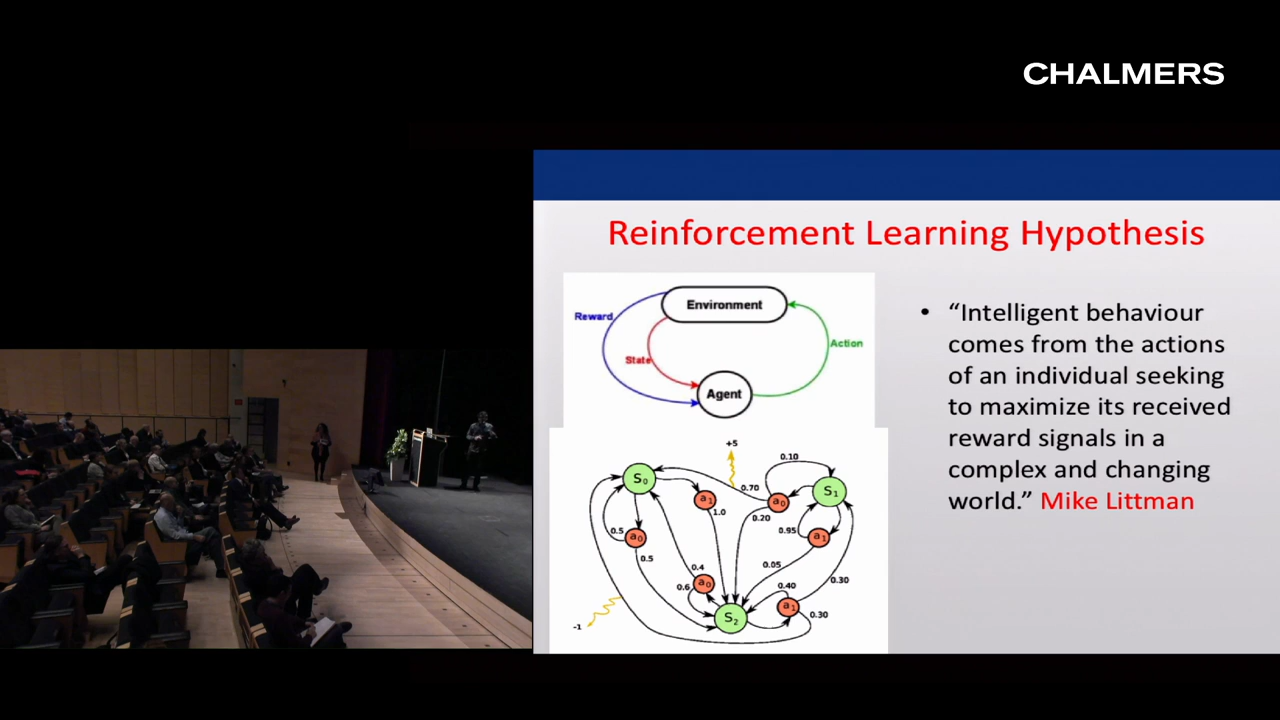 CHALMERS
Reinforcement Learning Hypothesis
Environment
Reward
State
Action
Agent
• “Intelligent behaviour
comes from the actions
of an individual seeking
to maximize its received
reward signals in a
complex and changing
world.” Mike Littman
+5
0.10
0.70
S₀
a₁
a₀
S₁
1.0
0.20
0.5
a₀
0.95
a₁
0.5
0.4
0.05
0.6
a₀
0.40
0.30
a₁
S₂
0.30
-1